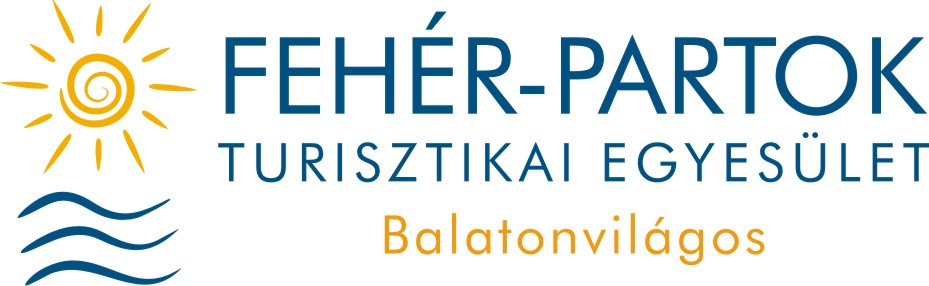 FEHÉR-PARTOK
TURISZTIKAI EGYESÜLET
Balatonvilágos